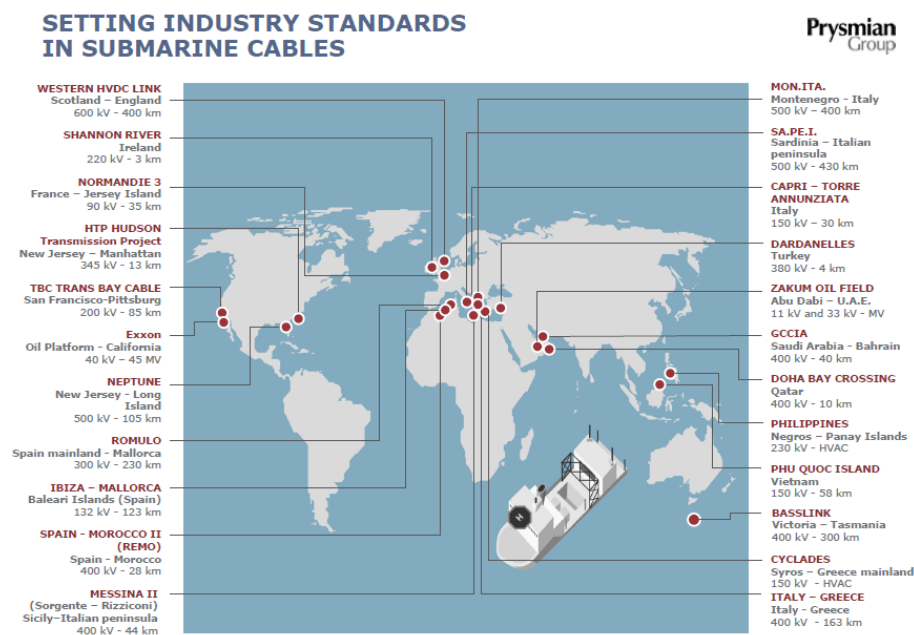 SETTING INDUSTRY STANDARDS
IN SUBMARINE CABLES
Prysmian
Group
WESTERN HVDC LINK
Scotland – England
600 kV - 400 km
SHANNON RIVER
Ireland
220 kV - 3 km
NORMANDIE 3
France – Jersey Island
90 kV - 35 km
HTP HUDSON
Transmission Project
New Jersey – Manhattan
345 kV - 13 km
TBC TRANS BAY CABLE
San Francisco-Pittsburg
200 kV - 85 km
Exxon
Oil Platform - California
40 kV – 45 MV
NEPTUNE
New Jersey - Long
Island
500 kV - 105 km
ROMULO
Spain mainland - Mallorca
300 kV - 230 km
IBIZA – MALLORCA
Baleari Islands (Spain)
132 kV - 123 km
SPAIN - MOROCCO II
(REMO)
Spain - Morocco
400 kV - 28 km
MESSINA II
(Sorgente – Rizziconi)
Sicily–Italian peninsula
400 kV - 44 km
MON.ITA.
Montenegro - Italy
500 kV – 400 km
SA.PE.I.
Sardinia – Italian
peninsula
500 kV - 430 km
CAPRI – TORRE
ANNUNZIATA
Italy
150 kV – 30 km
DARDANELLES
Turkey
380 kV - 4 km
ZAKUM OIL FIELD
Abu Dabi – U.A.E.
11 kV and 33 kV - MV
GCCIA
Saudi Arabia - Bahrain
400 kV - 40 km
DOHA BAY CROSSING
Qatar
400 kV - 10 km
PHILIPPINES
Negros – Panay Islands
230 kV - HVAC
PHU QUOC ISLAND
Vietnam
150 kV - 58 km
BASSLINK
Victoria – Tasmania
400 kV - 300 km
CYCLADES
Syros – Greece mainland
150 kV  - HVAC
ITALY – GREECE
Italy - Greece
400 kV  - 163 km
H